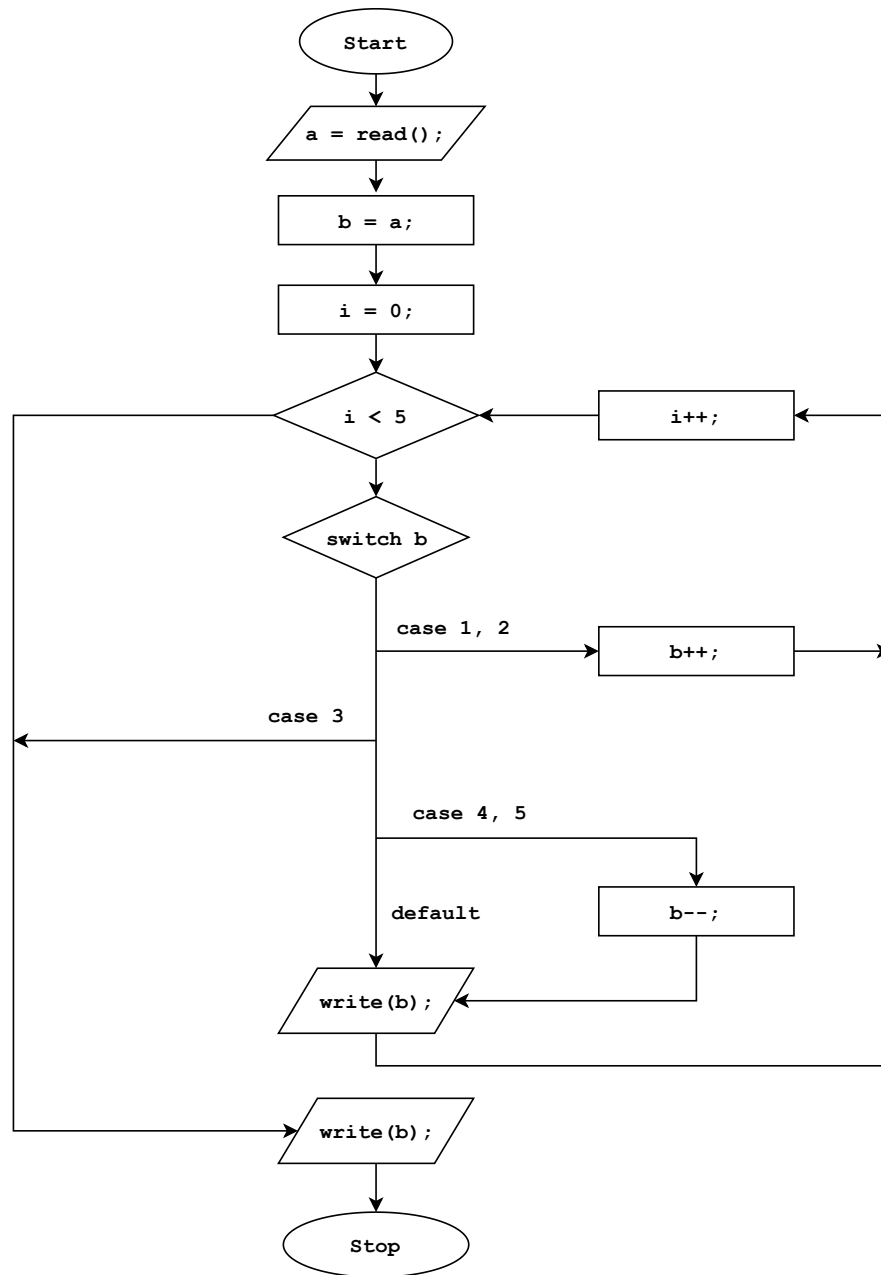 Start
a = read();
b = a;
i = 0;
i < 5
i++;
switch b
case 1, 2
b++;
case 3
case 4, 5
b--;
default
write(b);
write(b);
Stop